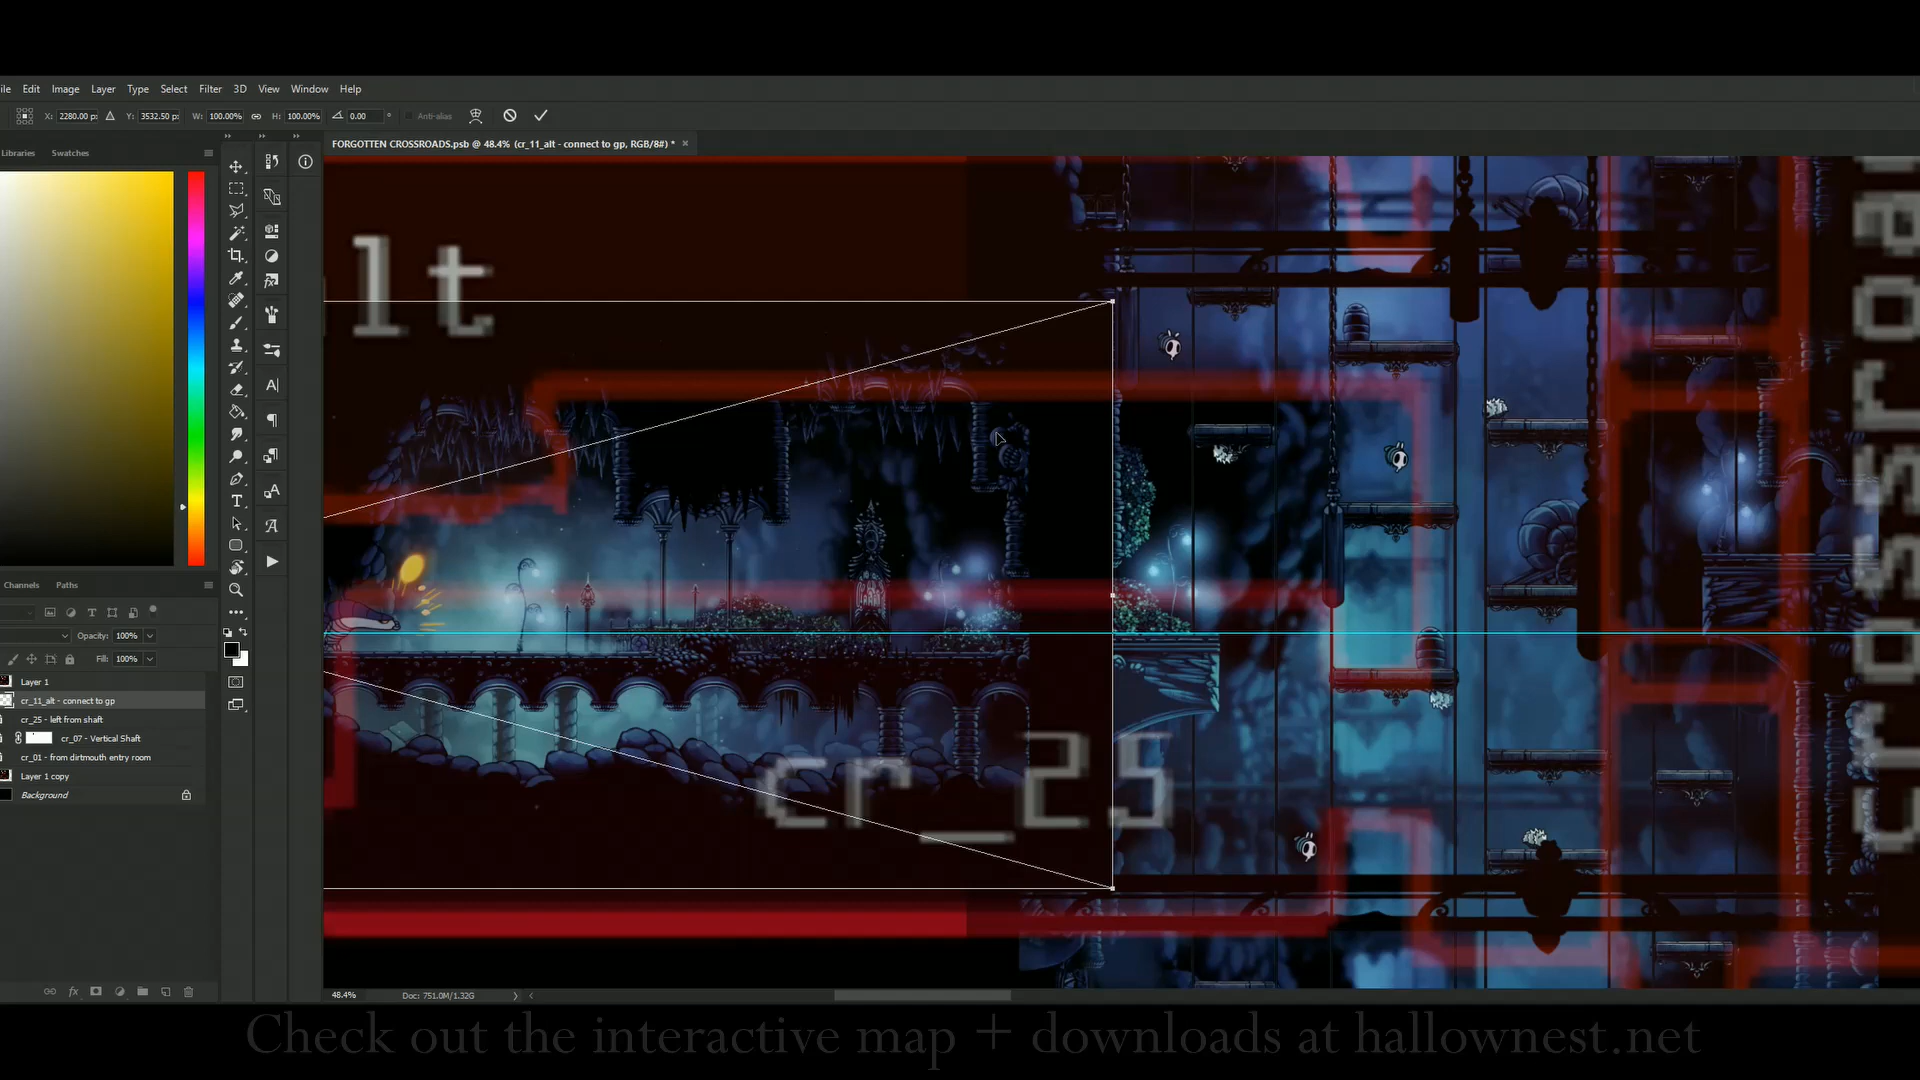 ile Edit Image Layer Type Select Filter 3D View Window Help
X: 2280.00 px Y: 3532.50 px W: 100.00% H: 100.00% 0.00 ° Anti-alias
Libraries Swatches
FORGOTTEN CROSSROADS.psb @ 48.4% (cr_11_alt - connect to gp, RGB/8#) * ×
lt
cr_25
Channels Paths
Opacity: 100%
Fill: 100%
Layer 1
cr_11_alt - connect to gp
cr_25 - left from shaft
cr_07 - Vertical Shaft
cr_01 - from dirtmouth entry room
Layer 1 copy
Background
48.4% Doc: 751.0M/1.32G
Check out the interactive map + downloads at hallownest.net